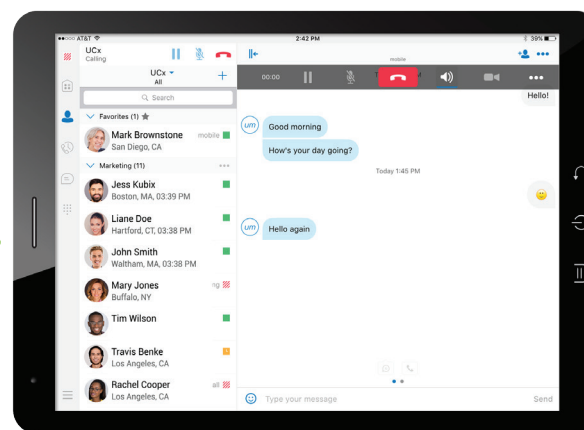 AT&T
2:42 PM
39%
UCx
Calling
mobile
UCx
All
00:00
Search
Hello!
Favorites (1)
Mark Brownstone
mobile
San Diego, CA
um
Good morning
How's your day going?
Marketing (11)
Today 1:45 PM
Jess Kubix
Boston, MA, 03:39 PM
Liane Doe
Hartford, CT, 03:38 PM
um
Hello again
John Smith
Waltham, MA, 03:38 PM
Mary Jones
Buffalo, NY
Tim Wilson
Travis Benke
Los Angeles, CA
Rachel Cooper
all
Los Angeles, CA
Type your message
Send